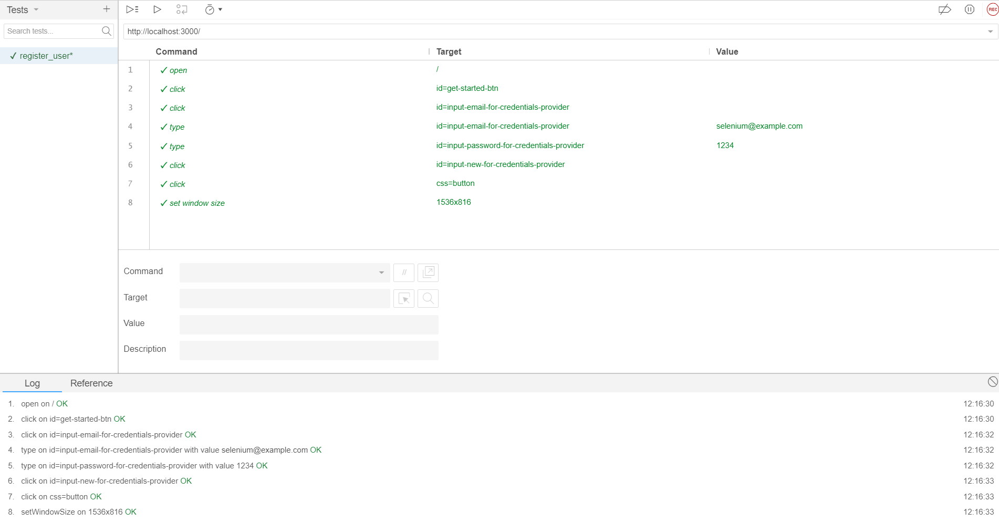 Tests
REC
Search tests...
http://localhost:3000/
✓ register_user*
Command Target Value
1 ✓ open /
2 ✓ click id=get-started-btn
3 ✓ click id=input-email-for-credentials-provider
4 ✓ type id=input-email-for-credentials-provider selenium@example.com
5 ✓ type id=input-password-for-credentials-provider 1234
6 ✓ click id=input-new-for-credentials-provider
7 ✓ click css=button
8 ✓ set window size 1536x816
Command //
Target
Value
Description
Log Reference
1. open on / OK 12:16:30
2. click on id=get-started-btn OK 12:16:30
3. click on id=input-email-for-credentials-provider OK 12:16:32
4. type on id=input-email-for-credentials-provider with value selenium@example.com OK 12:16:32
5. type on id=input-password-for-credentials-provider with value 1234 OK 12:16:32
6. click on id=input-new-for-credentials-provider OK 12:16:33
7. click on css=button OK 12:16:33
8. setWindowSize on 1536x816 OK 12:16:33